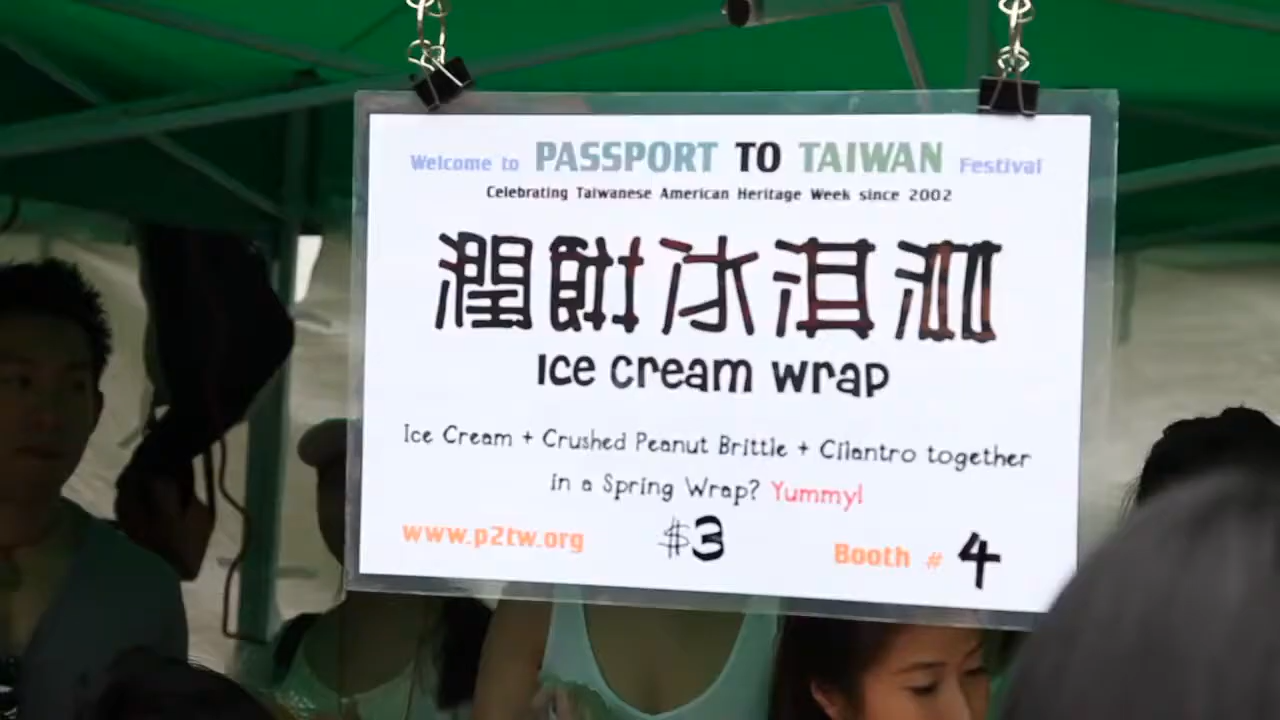 Welcome to PASSPORT TO TAIWAN Festival
Celebrating Taiwanese American Heritage Week since 2002
潤餅冰淇淋
Ice cream wrap
Ice Cream + Crushed Peanut Brittle + Cilantro together
in a Spring Wrap? Yummy!
www.p2tw.org $3 Booth # 4